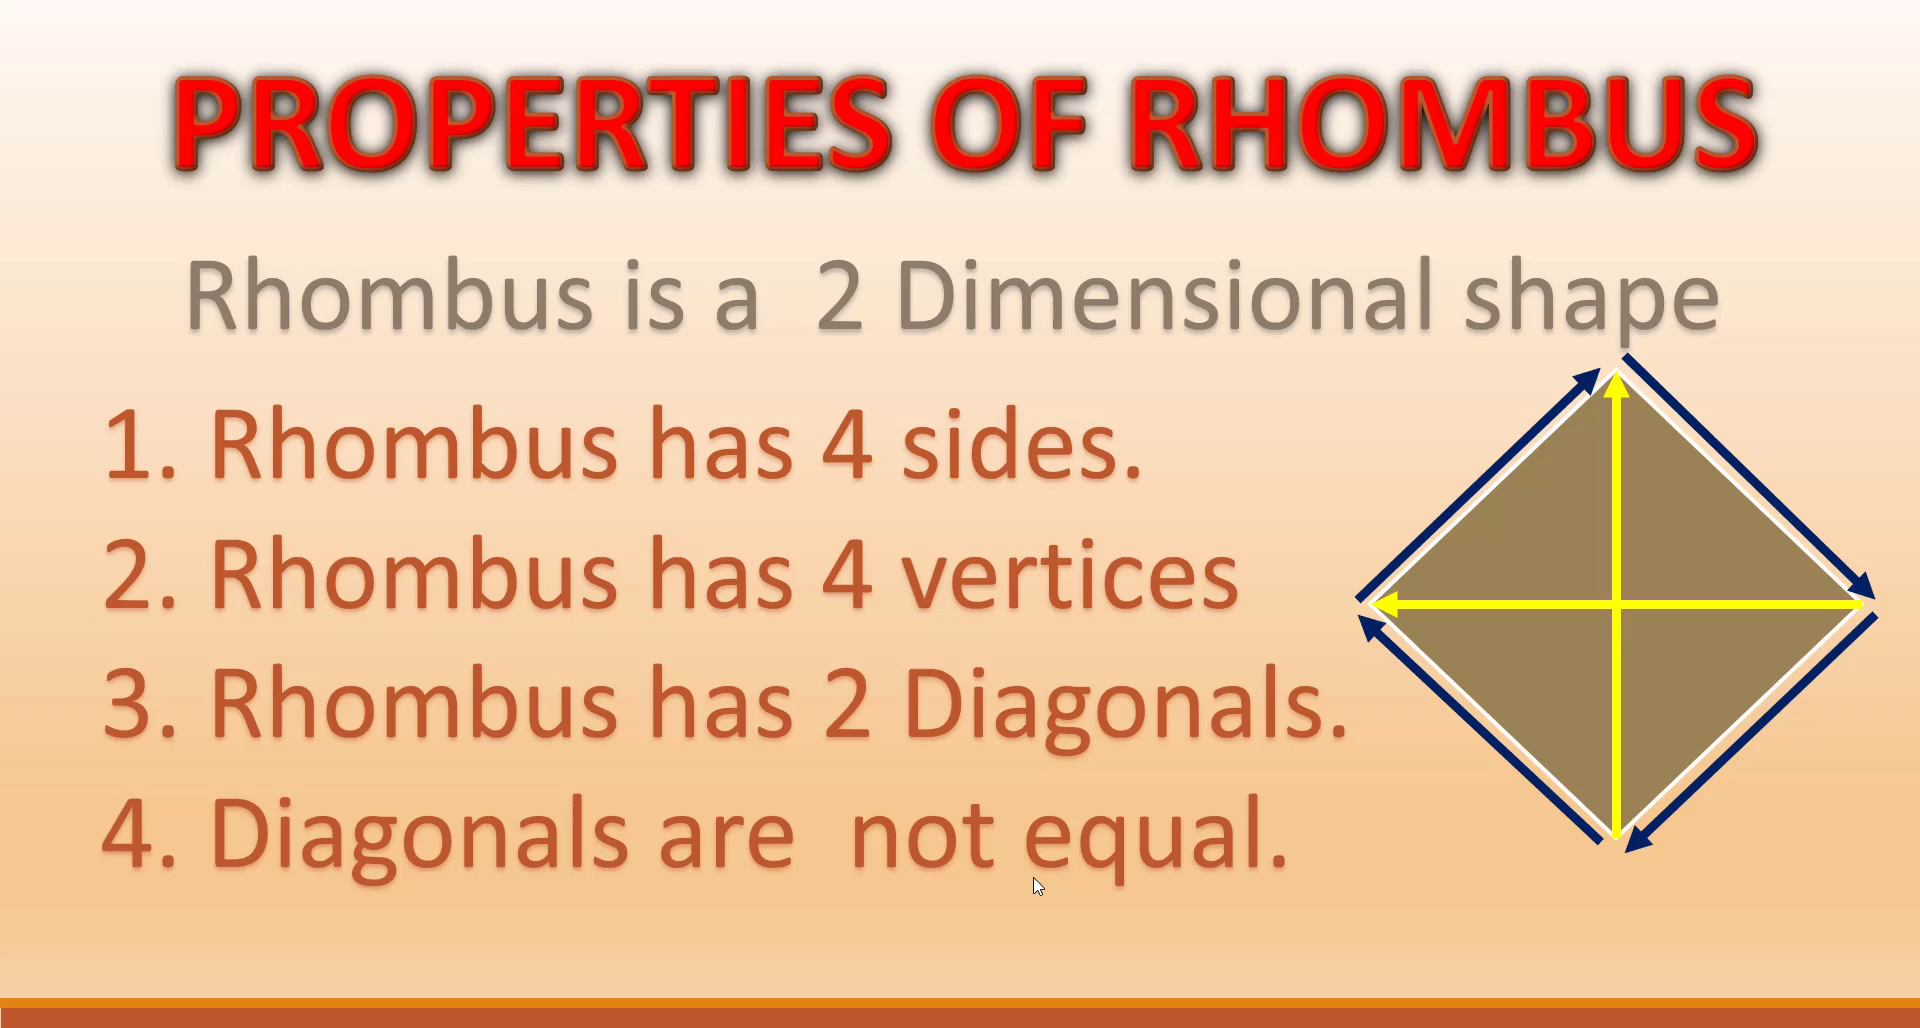 PROPERTIES OF RHOMBUS
Rhombus is a  2 Dimensional shape
1. Rhombus has 4 sides.
2. Rhombus has 4 vertices
3. Rhombus has 2 Diagonals.
4. Diagonals are  not equal.